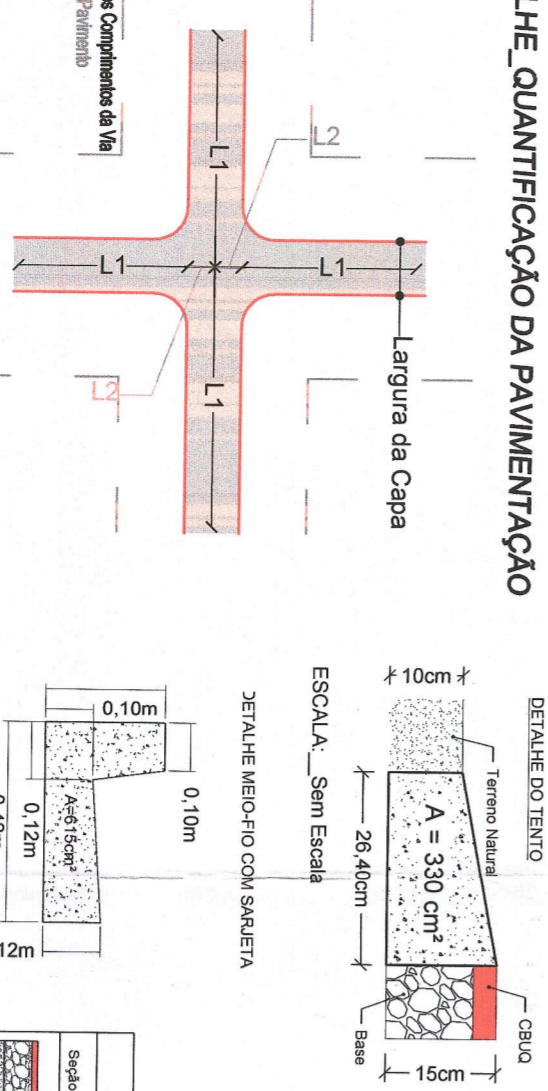 LHE_QUANTIFICAÇÃO DA PAVIMENTAÇÃO
L2
L1
L1
L1
L1
L2
Largura da Capa
os Comprimentos da Via
Pavimento
DETALHE DO TENTO
Terreno Natural
CBUQ
10cm
A = 330 cm²
15cm
26,40cm
Base
ESCALA:_Sem Escala
DETALHE MEIO-FIO COM SARJETA
0,10m
0,10m
A=615cm²
0,12m
12m
Seção